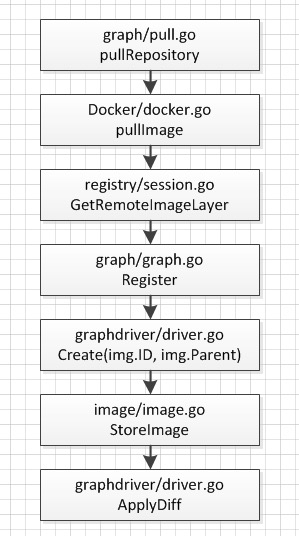 graph/pull.go
pullRepository
Docker/docker.go
pullImage
registry/session.go
GetRemoteImageLayer
graph/graph.go
Register
graphdriver/driver.go
Create(img.ID, img.Parent)
image/image.go
StoreImage
graphdriver/driver.go
ApplyDiff